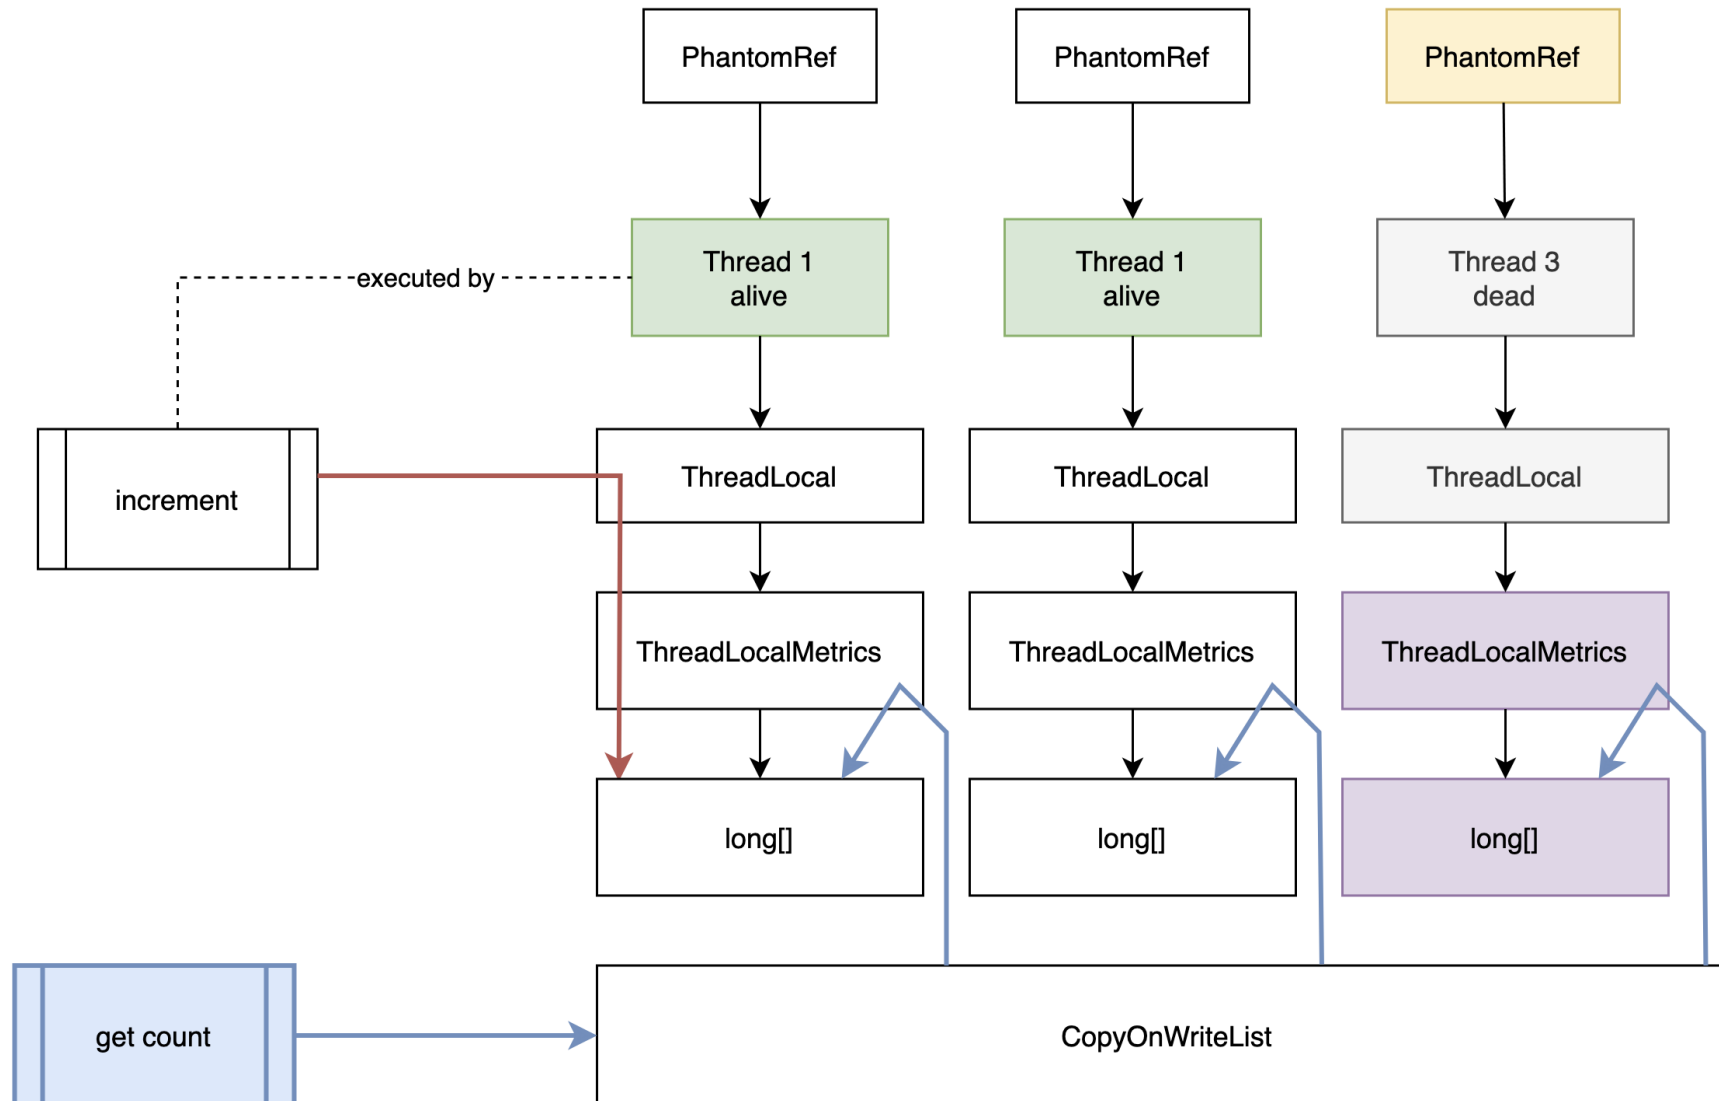 PhantomRef
PhantomRef
PhantomRef
Thread 1
alive
Thread 1
alive
Thread 3
dead
executed by
increment
ThreadLocal
ThreadLocal
ThreadLocal
ThreadLocalMetrics
ThreadLocalMetrics
ThreadLocalMetrics
long[]
long[]
long[]
get count
CopyOnWriteList